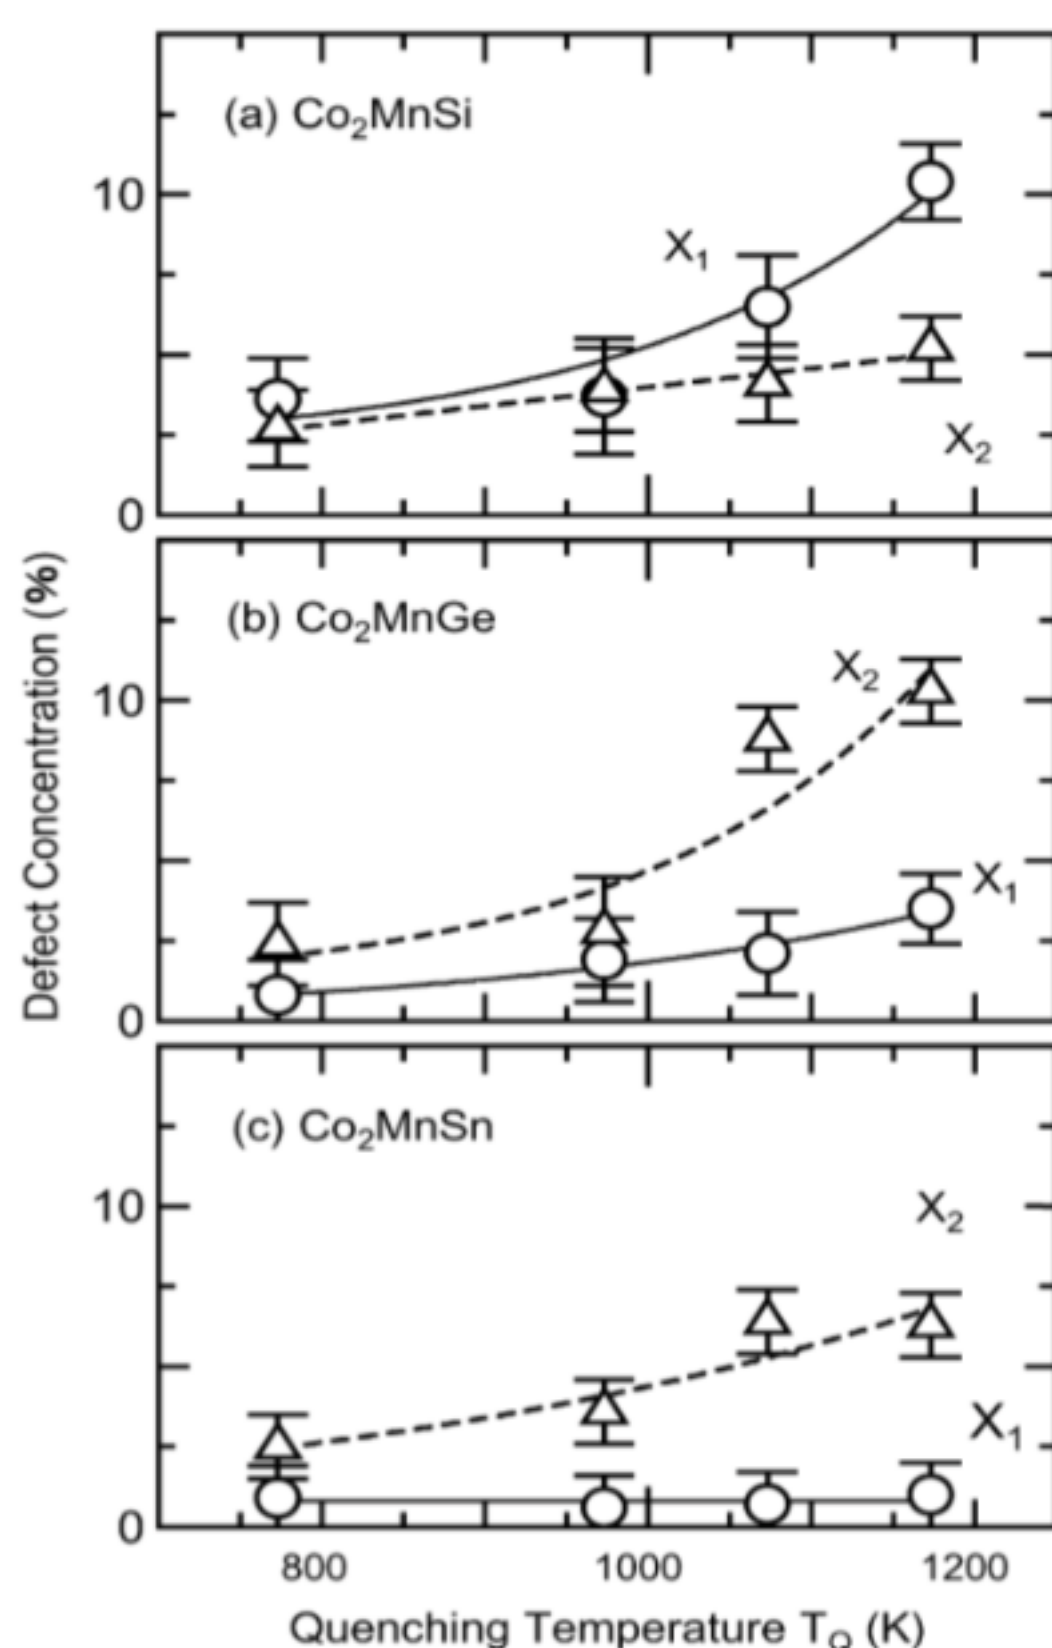 (a) Co₂MnSi
10
X₁
X₂
0
Defect Concentration (%)
(b) Co₂MnGe
X₂
10
X₁
0
(c) Co₂MnSn
10
X₂
X₁
0
800 1000 1200
Quenching Temperature T_Q (K)